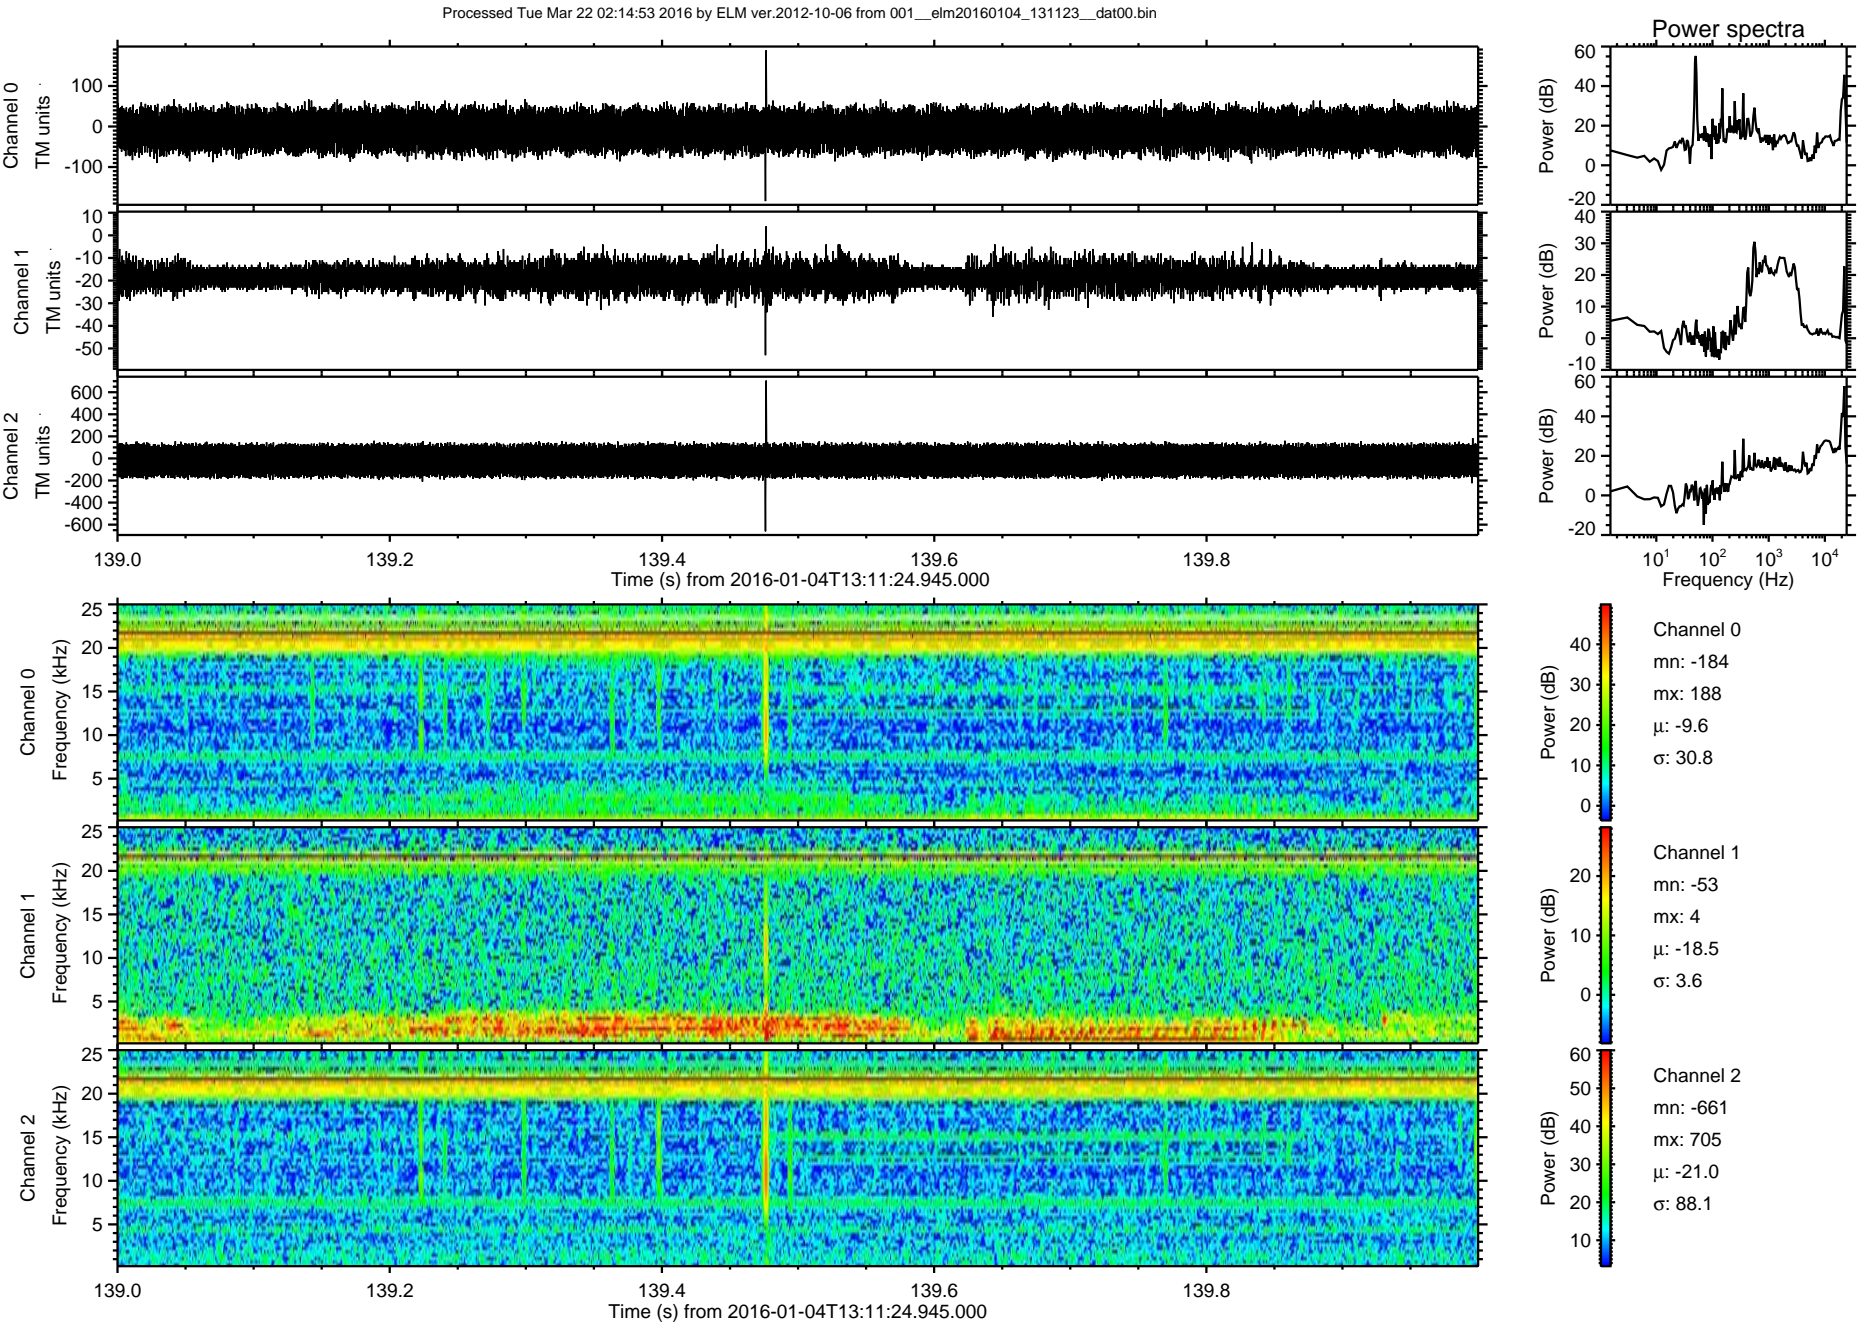 Processed Tue Mar 22 02:14:53 2016 by ELM ver.2012-10-06 from 001__elm20160104_131123__dat00.bin
Power spectra
Channel 0
TM units
100
0
-100
Power (dB)
60
40
20
0
-20
Channel 1
TM units
10
0
-10
-20
-30
-40
-50
Power (dB)
40
30
20
10
0
-10
Channel 2
TM units
600
400
200
0
-200
-400
-600
Power (dB)
60
40
20
0
-20
139.0 139.2 139.4 139.6 139.8
Time (s) from 2016-01-04T13:11:24.945.000
10¹ 10² 10³ 10⁴
Frequency (Hz)
Channel 0
Frequency (kHz)
25
20
15
10
5
Power (dB)
40
30
20
10
0
Channel 0
mn: -184
mx: 188
μ: -9.6
σ: 30.8
Channel 1
Frequency (kHz)
25
20
15
10
5
Power (dB)
20
10
0
Channel 1
mn: -53
mx: 4
μ: -18.5
σ: 3.6
Channel 2
Frequency (kHz)
25
20
15
10
5
Power (dB)
60
50
40
30
20
10
Channel 2
mn: -661
mx: 705
μ: -21.0
σ: 88.1
139.0 139.2 139.4 139.6 139.8
Time (s) from 2016-01-04T13:11:24.945.000